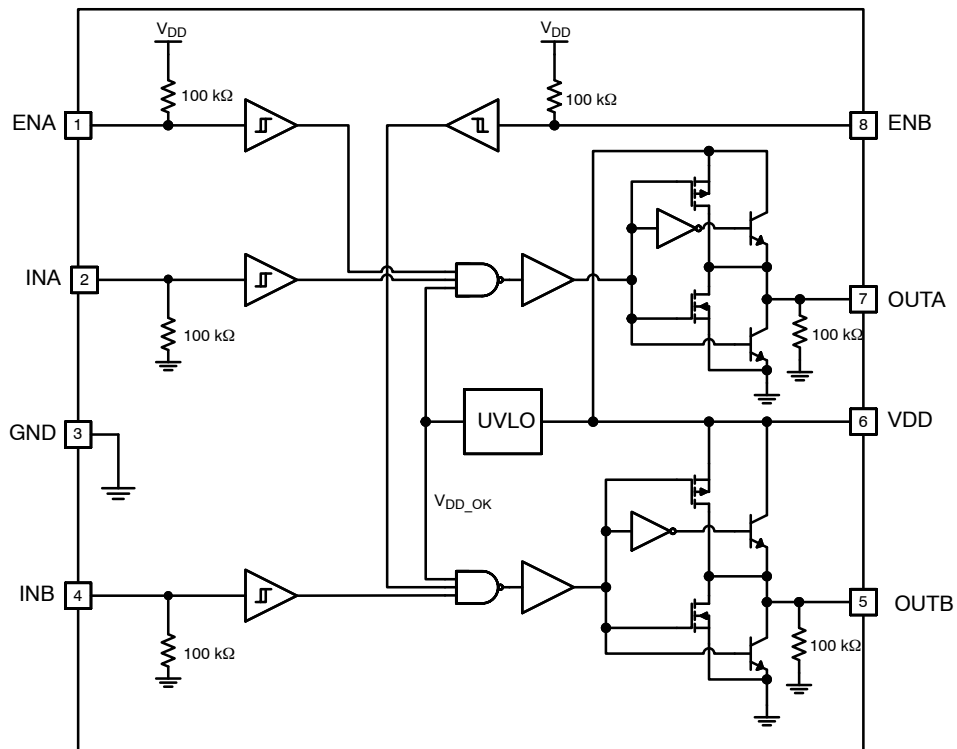 V_DD
V_DD
100 kΩ
100 kΩ
ENA
1
8
ENB
INA
2
7
OUTA
100 kΩ
100 kΩ
GND
3
UVLO
6
VDD
V_DD_OK
INB
4
5
OUTB
100 kΩ
100 kΩ